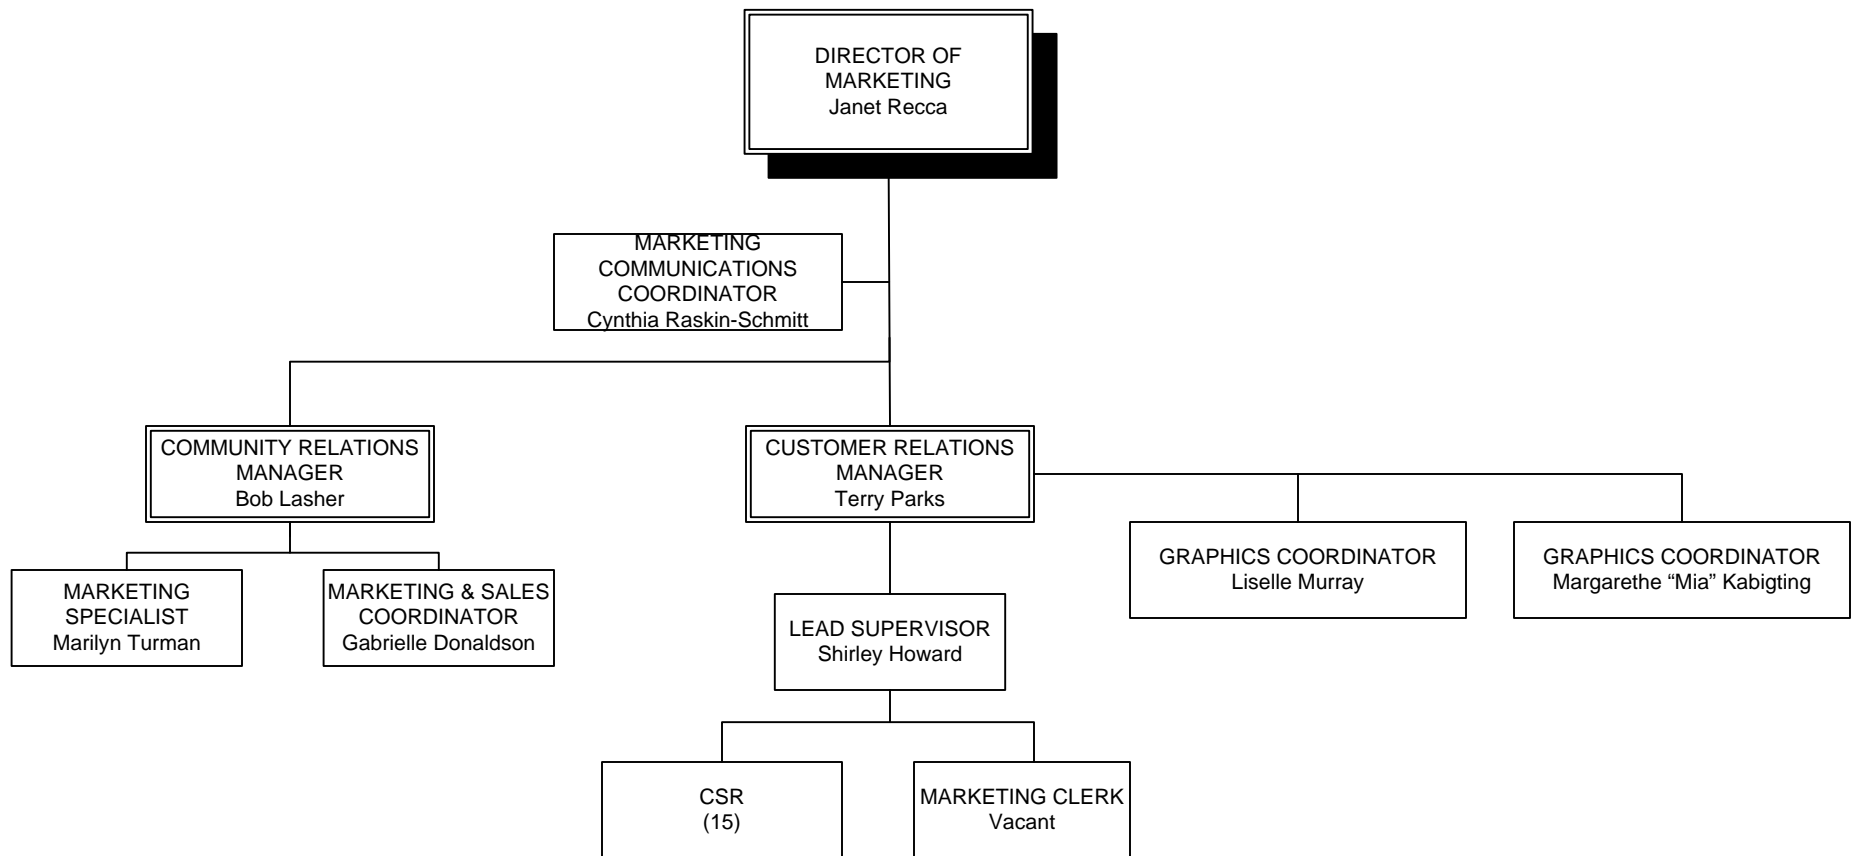 DIRECTOR OF
MARKETING
Janet Recca
MARKETING
COMMUNICATIONS
COORDINATOR
Cynthia Raskin-Schmitt
COMMUNITY RELATIONS
MANAGER
Bob Lasher
CUSTOMER RELATIONS
MANAGER
Terry Parks
GRAPHICS COORDINATOR
Liselle Murray
GRAPHICS COORDINATOR
Margarethe “Mia” Kabigting
MARKETING
SPECIALIST
Marilyn Turman
MARKETING & SALES
COORDINATOR
Gabrielle Donaldson
LEAD SUPERVISOR
Shirley Howard
CSR
(15)
MARKETING CLERK
Vacant